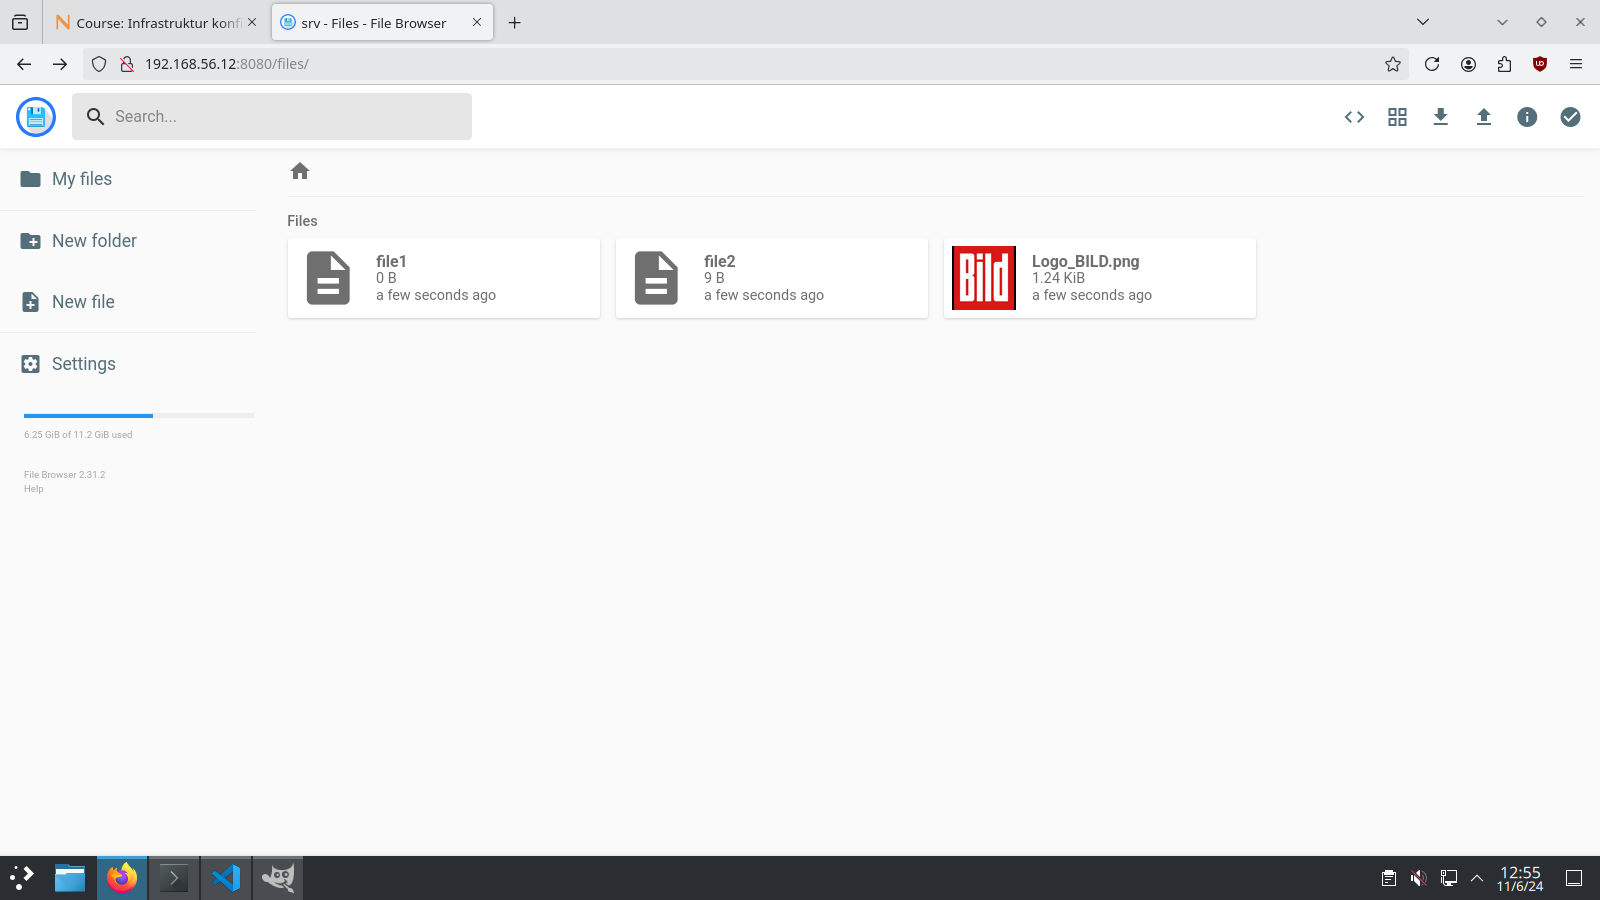 Course: Infrastruktur konfi
srv - Files - File Browser
192.168.56.12:8080/files/
Search...
My files
New folder
New file
Settings
6.25 GiB of 11.2 GiB used
File Browser 2.31.2
Help
Files
file1
0 B
a few seconds ago
file2
9 B
a few seconds ago
Bild
Logo_BILD.png
1.24 KiB
a few seconds ago
12:55
11/6/24